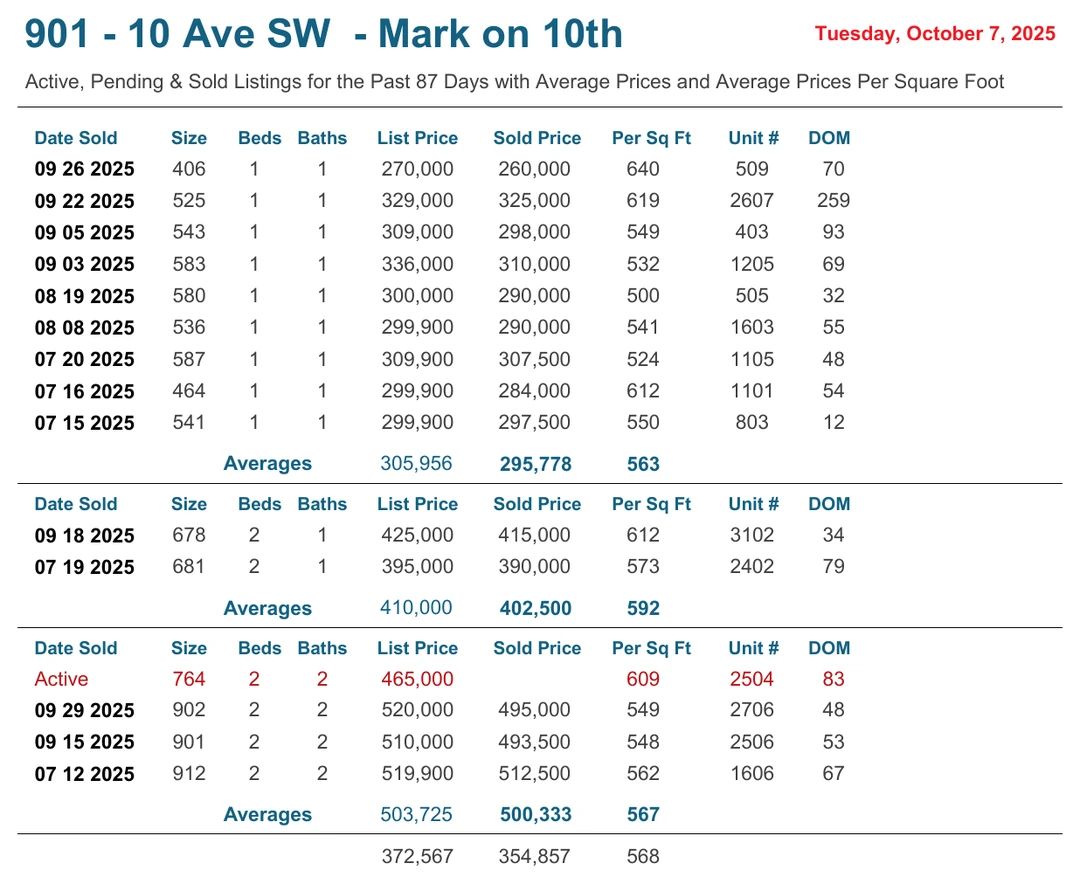 901 - 10 Ave SW - Mark on 10th
Tuesday, October 7, 2025
Active, Pending & Sold Listings for the Past 87 Days with Average Prices and Average Prices Per Square Foot
Date Sold Size Beds Baths List Price Sold Price Per Sq Ft Unit # DOM
09 26 2025 406 1 1 270,000 260,000 640 509 70
09 22 2025 525 1 1 329,000 325,000 619 2607 259
09 05 2025 543 1 1 309,000 298,000 549 403 93
09 03 2025 583 1 1 336,000 310,000 532 1205 69
08 19 2025 580 1 1 300,000 290,000 500 505 32
08 08 2025 536 1 1 299,900 290,000 541 1603 55
07 20 2025 587 1 1 309,900 307,500 524 1105 48
07 16 2025 464 1 1 299,900 284,000 612 1101 54
07 15 2025 541 1 1 299,900 297,500 550 803 12
Averages 305,956 295,778 563
Date Sold Size Beds Baths List Price Sold Price Per Sq Ft Unit # DOM
09 18 2025 678 2 1 425,000 415,000 612 3102 34
07 19 2025 681 2 1 395,000 390,000 573 2402 79
Averages 410,000 402,500 592
Date Sold Size Beds Baths List Price Sold Price Per Sq Ft Unit # DOM
Active 764 2 2 465,000 609 2504 83
09 29 2025 902 2 2 520,000 495,000 549 2706 48
09 15 2025 901 2 2 510,000 493,500 548 2506 53
07 12 2025 912 2 2 519,900 512,500 562 1606 67
Averages 503,725 500,333 567
372,567 354,857 568